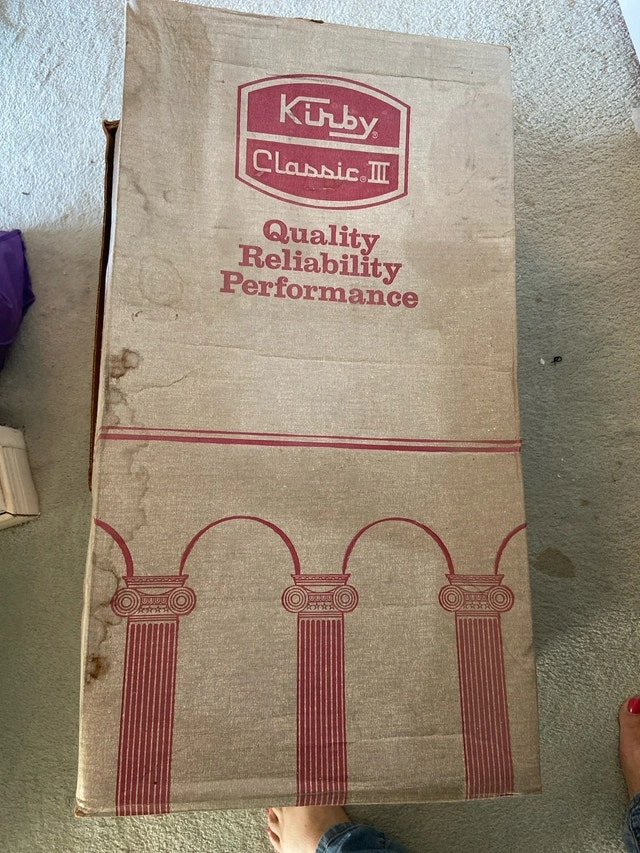 Kirby®
Classic® III
Quality
Reliability
Performance